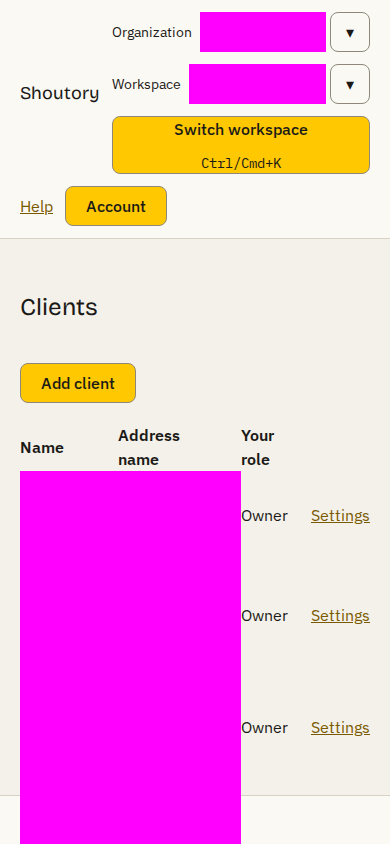 Organization
▾
Workspace
▾
Shoutory
Switch workspace
Ctrl/Cmd+K
Help
Account
Clients
Add client
Name
Address name
Your role
Owner
Settings
Owner
Settings
Owner
Settings